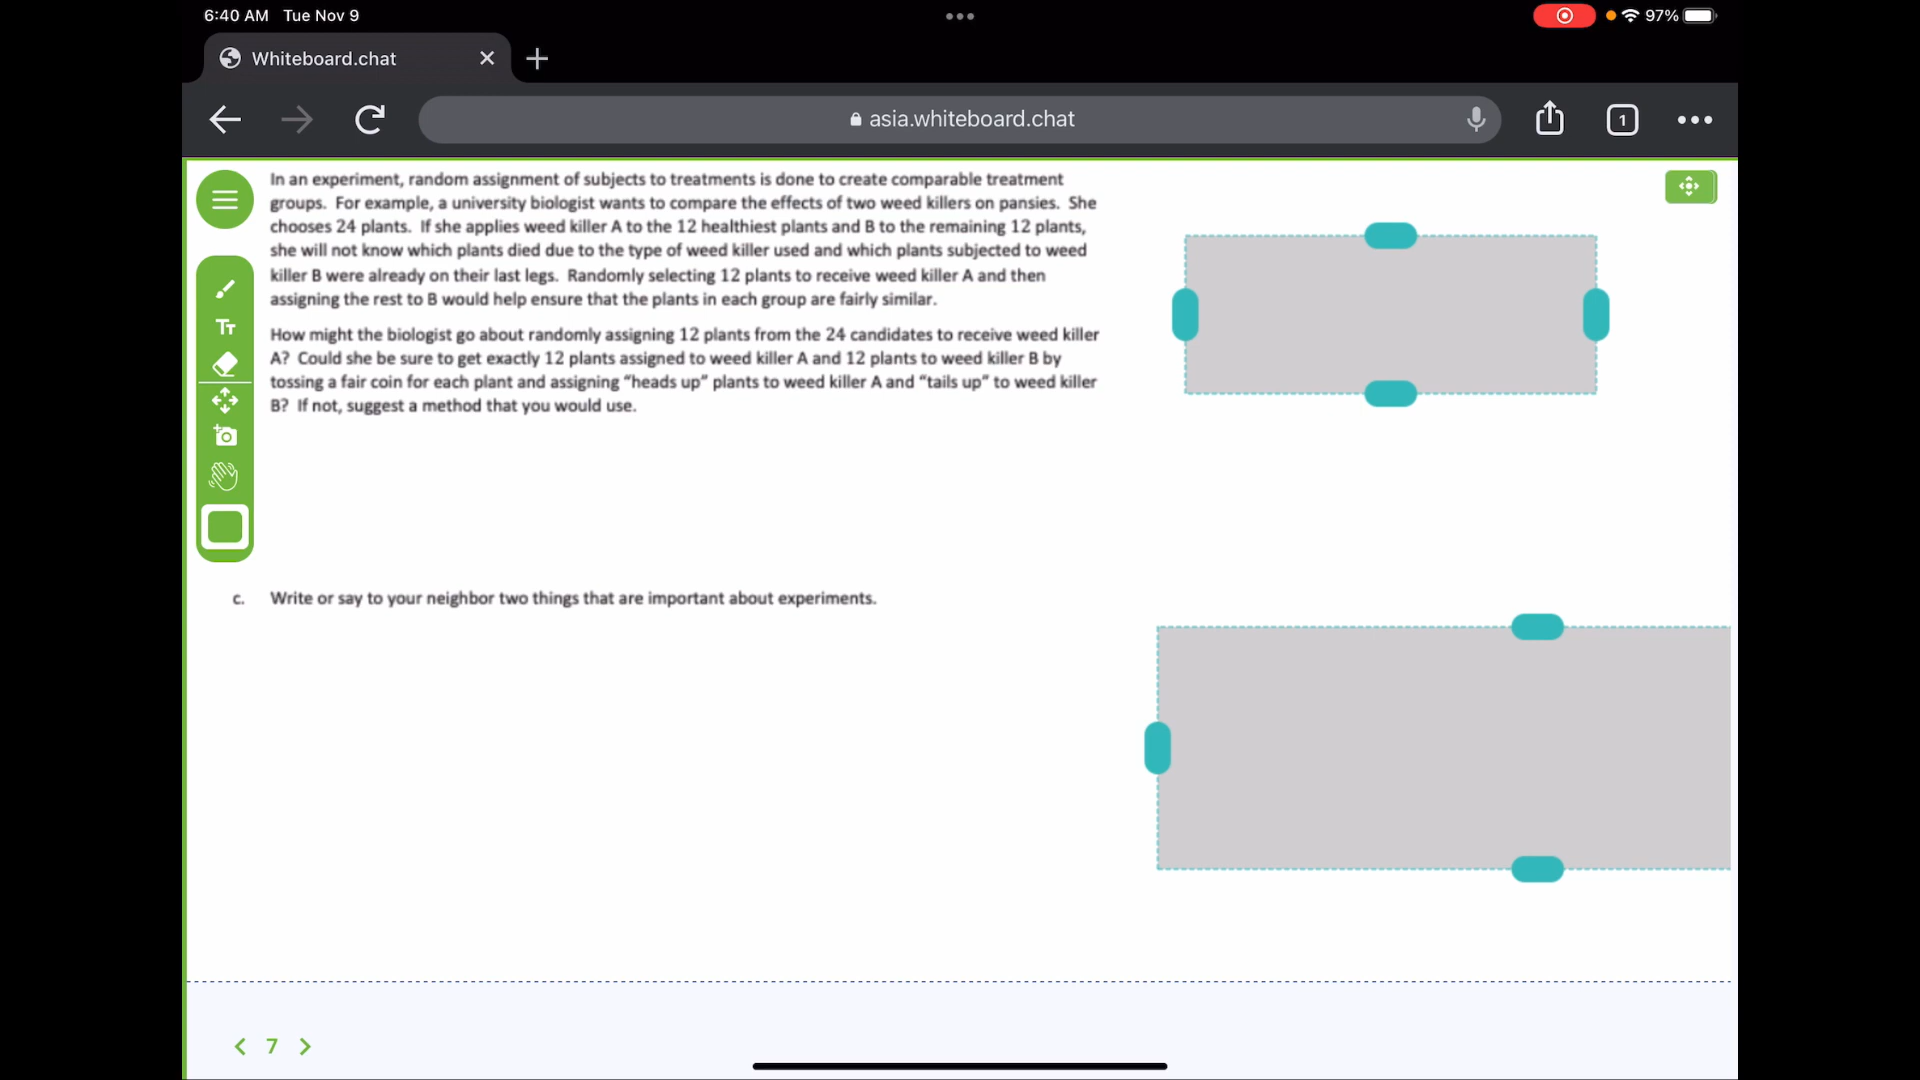 6:40 AM Tue Nov 9
97%
Whiteboard.chat
asia.whiteboard.chat
1
In an experiment, random assignment of subjects to treatments is done to create comparable treatment
groups. For example, a university biologist wants to compare the effects of two weed killers on pansies. She
chooses 24 plants. If she applies weed killer A to the 12 healthiest plants and B to the remaining 12 plants,
she will not know which plants died due to the type of weed killer used and which plants subjected to weed
killer B were already on their last legs. Randomly selecting 12 plants to receive weed killer A and then
assigning the rest to B would help ensure that the plants in each group are fairly similar.
How might the biologist go about randomly assigning 12 plants from the 24 candidates to receive weed killer
A? Could she be sure to get exactly 12 plants assigned to weed killer A and 12 plants to weed killer B by
tossing a fair coin for each plant and assigning “heads up” plants to weed killer A and “tails up” to weed killer
B? If not, suggest a method that you would use.
Tт
c. Write or say to your neighbor two things that are important about experiments.
7